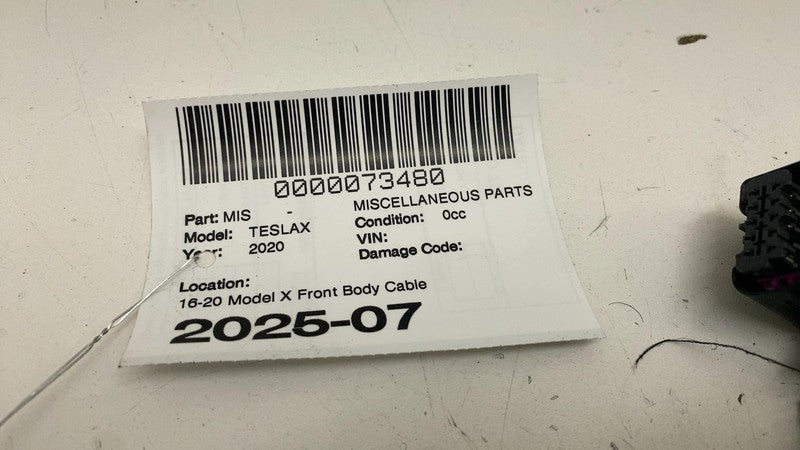 0000073480
Part: MIS - MISCELLANEOUS PARTS
Model: TESLAX Condition: 0cc
Year: 2020 VIN:
Damage Code:
Location:
16-20 Model X Front Body Cable
2025-07